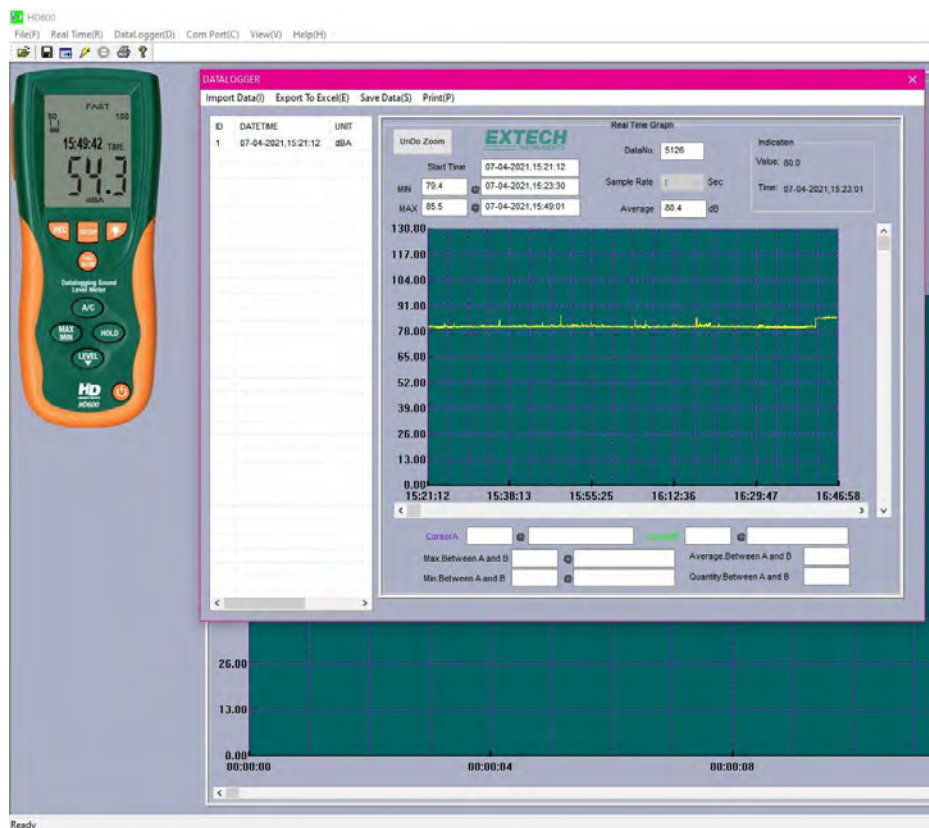 HD600
File(F) Real Time(R) DataLogger(D) Com Port(C) View(V) Help(H)
DATALOGGER
Import Data(I) Export To Excel(E) Save Data(S) Print(P)
ID DATETIME UNIT
1 07-04-2021,15:21:12 dBA
Real Time Graph
UnDo Zoom
EXTECH
INSTRUMENTS
DataNo. 5126
Indication
Value: 80.0
Start Time 07-04-2021,15:21:12
MIN 79.4 @ 07-04-2021,15:23:30
Sample Rate Sec
Time: 07-04-2021,15:23:01
MAX 85.5 @ 07-04-2021,15:49:01
Average 80.4 dB
130.00
117.00
104.00
91.00
78.00
65.00
52.00
39.00
26.00
13.00
0.00
15:21:12 15:38:13 15:55:25 16:12:36 16:29:47 16:46:58
CursorA @ @
Max.Between A and B @ Average.Between A and B
Min.Between A and B @ Quantity.Between A and B
FAST
100
15:49:42 TIME
54.3
dBA
REC
FAST
SLOW
Datalogging Sound
Level Meter
A/C
MAX
MIN
HOLD
LEVEL
HD
HD600
26.00
13.00
0.00
00:00:00 00:00:04 00:00:08
Ready